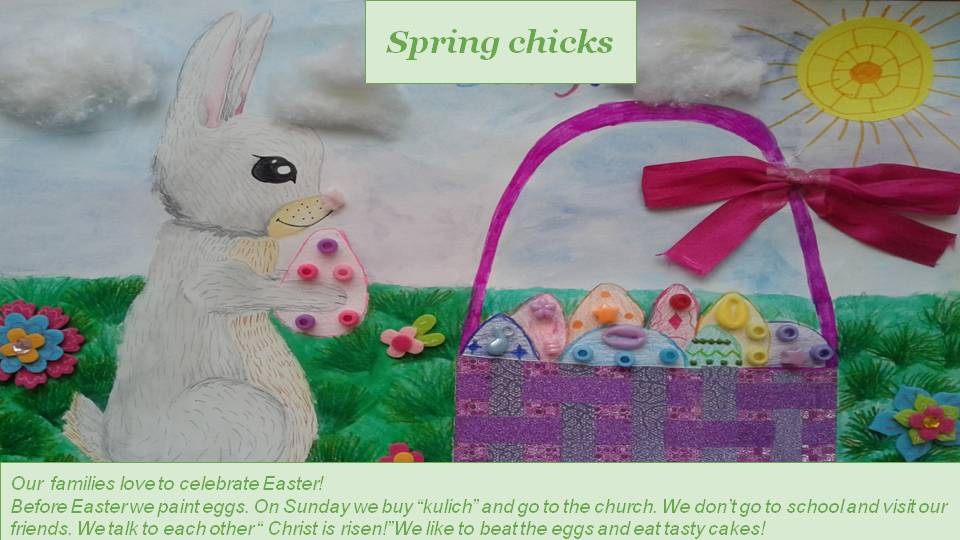 Spring chicks
Our families love to celebrate Easter!
Before Easter we paint eggs. On Sunday we buy “kulich” and go to the church. We don’t go to school and visit our
friends. We talk to each other “ Christ is risen!” We like to beat the eggs and eat tasty cakes!